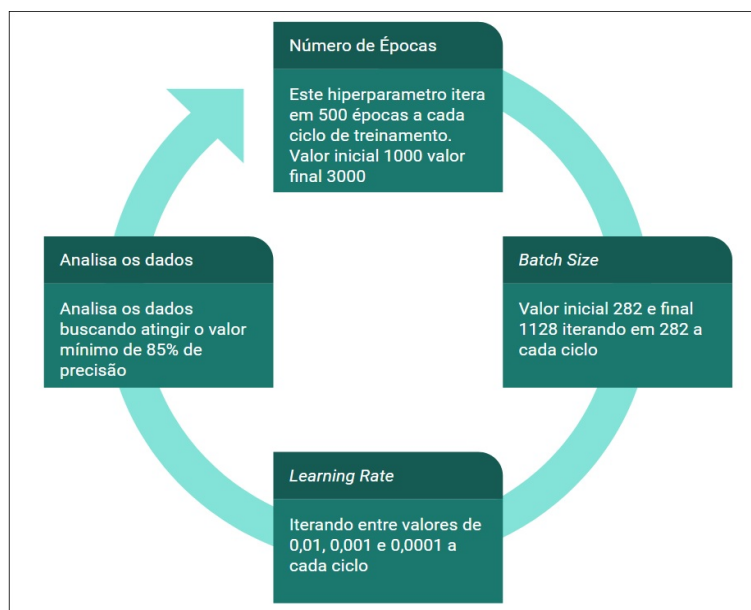 Número de Épocas
Este hiperparametro itera
em 500 épocas a cada
ciclo de treinamento.
Valor inicial 1000 valor
final 3000
Batch Size
Valor inicial 282 e final
1128 iterando em 282 a
cada ciclo
Learning Rate
Iterando entre valores de
0,01, 0,001 e 0,0001 a
cada ciclo
Analisa os dados
Analisa os dados
buscando atingir o valor
mínimo de 85% de
precisão